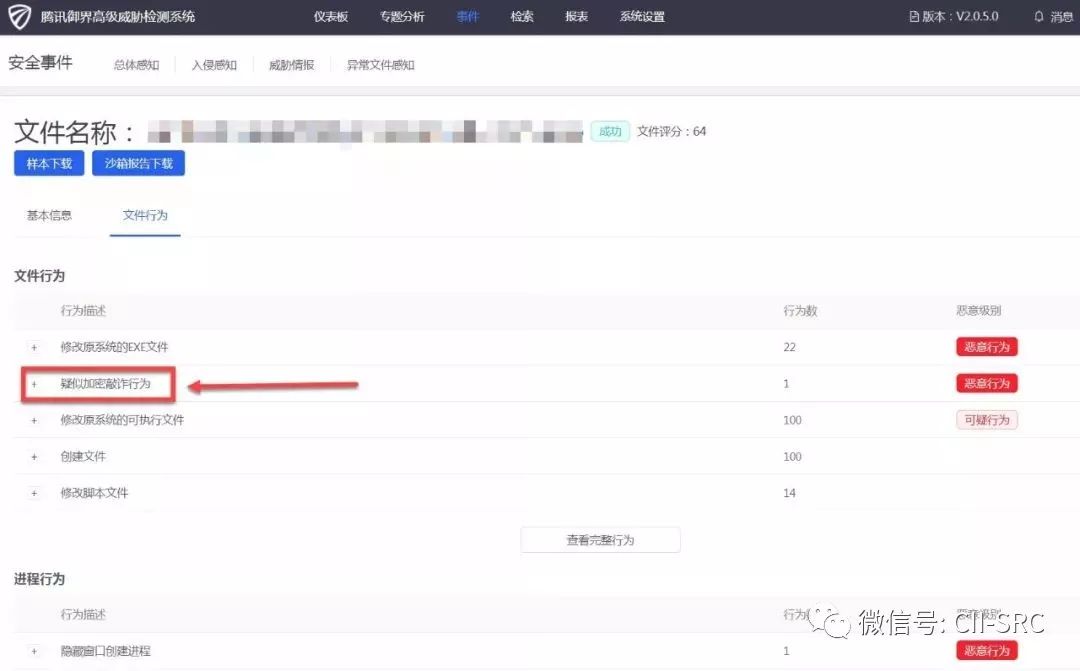 腾讯御界高级威胁检测系统 仪表板 专题分析 事件 检索 报表 系统设置 版本：V2.0.5.0 消息
安全事件 总体感知 入侵感知 威胁情报 异常文件感知
文件名称： 成功 文件评分：64
样本下载 沙箱报告下载
基本信息 文件行为
文件行为
行为描述 行为数 恶意级别
+ 修改原系统的EXE文件 22 恶意行为
+ 疑似加密敲诈行为 1 恶意行为
+ 修改原系统的可执行文件 100 可疑行为
+ 创建文件 100
+ 修改脚本文件 14
查看完整行为
进程行为
行为描述 行为 恶意级别
微信号: CII-SRC
+ 隐藏窗口创建进程 1 恶意行为